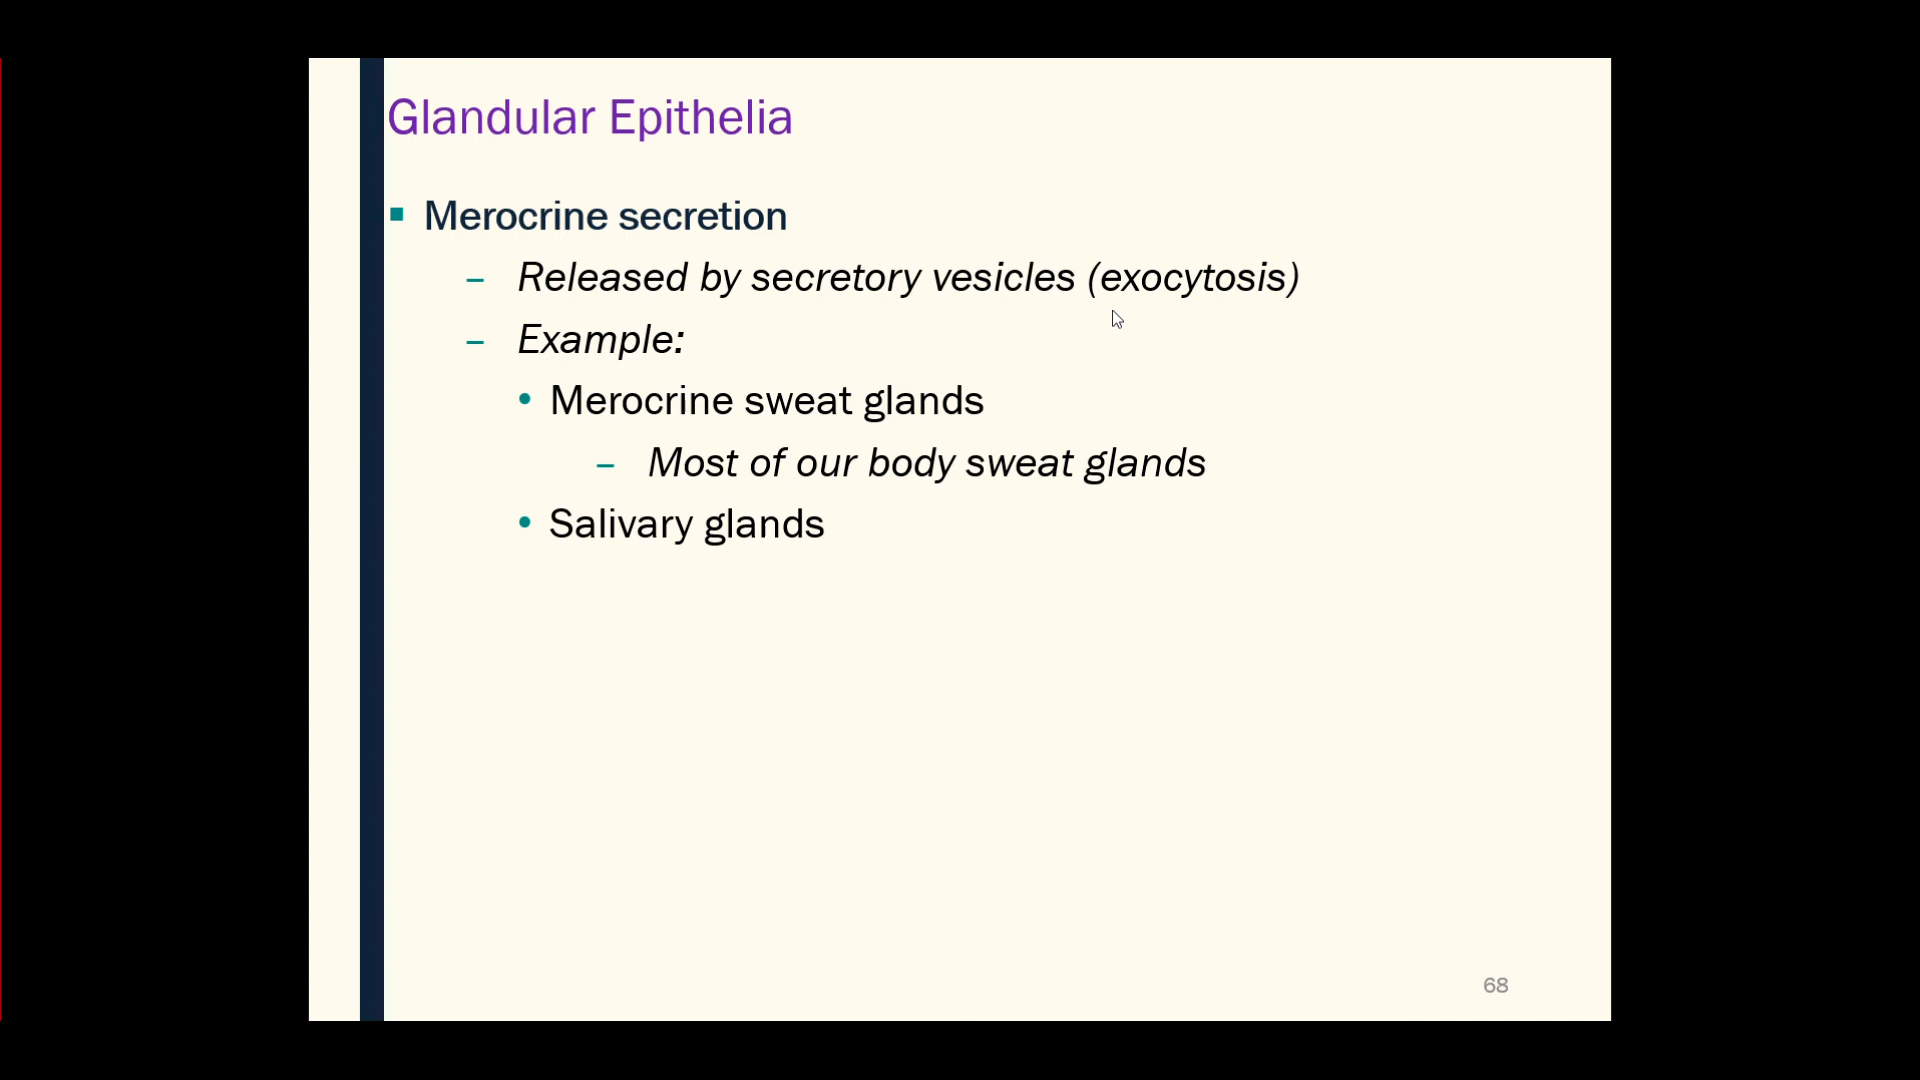 Glandular Epithelia
▪ Merocrine secretion
– Released by secretory vesicles (exocytosis)
– Example:
• Merocrine sweat glands
– Most of our body sweat glands
• Salivary glands
68